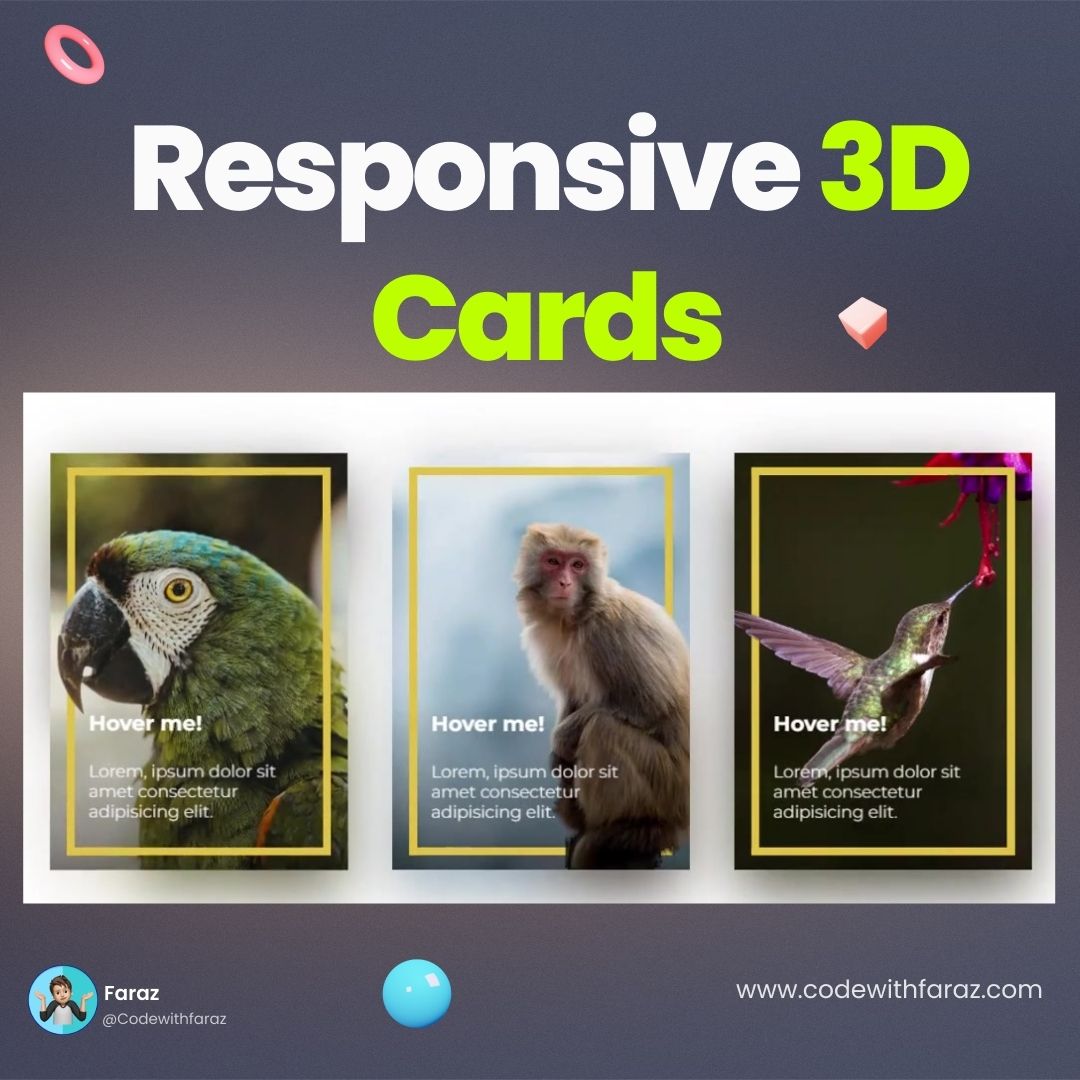 Responsive 3D
Cards
Hover me!
Lorem, ipsum dolor sit
amet consectetur
adipisicing elit.
Hover me!
Lorem, ipsum dolor sit
amet consectetur
adipisicing elit.
Hover me!
Lorem, ipsum dolor sit
amet consectetur
adipisicing elit.
Faraz
@Codewithfaraz
www.codewithfaraz.com